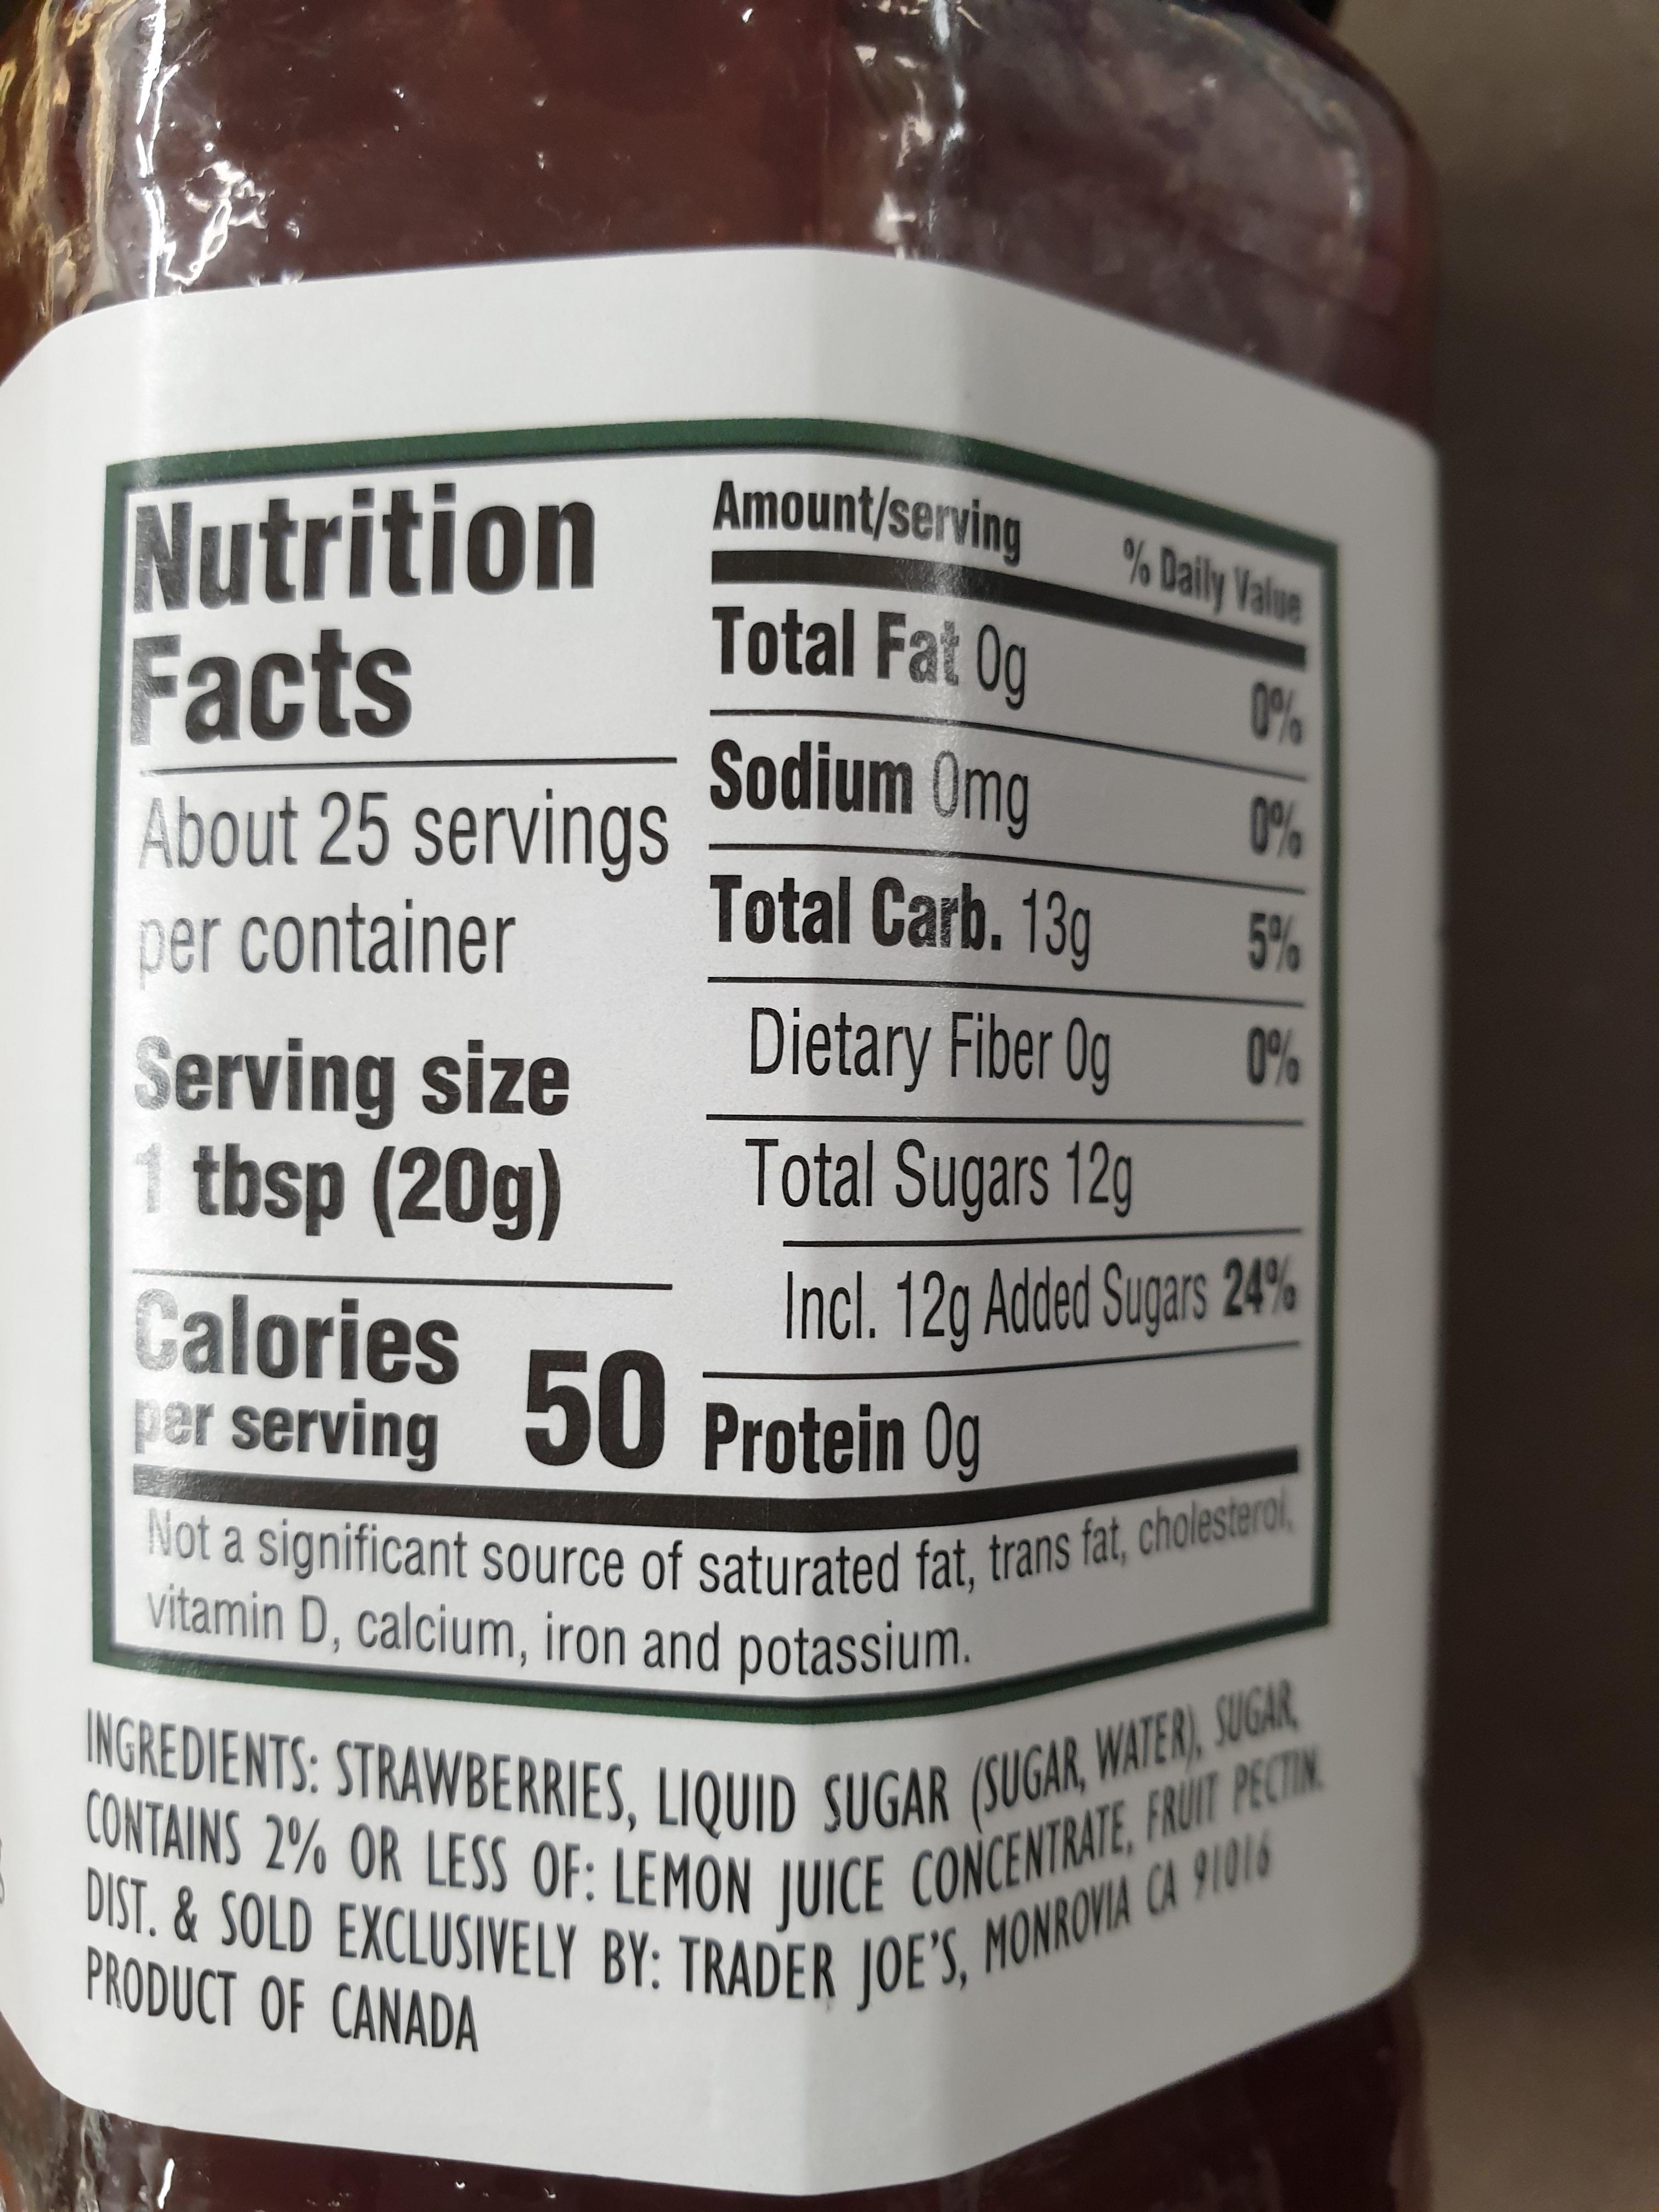 Nutrition
Facts
About 25 servings
per container
Serving size
1 tbsp (20g)
Calories
per serving 50
Amount/serving % Daily Value
Total Fat 0g 0%
Sodium 0mg 0%
Total Carb. 13g 5%
Dietary Fiber 0g 0%
Total Sugars 12g
Incl. 12g Added Sugars 24%
Protein 0g
Not a significant source of saturated fat, trans fat, cholesterol,
vitamin D, calcium, iron and potassium.
INGREDIENTS: STRAWBERRIES, LIQUID SUGAR (SUGAR, WATER), SUGAR,
CONTAINS 2% OR LESS OF: LEMON JUICE CONCENTRATE, FRUIT PECTIN.
DIST. & SOLD EXCLUSIVELY BY: TRADER JOE'S, MONROVIA CA 91016
PRODUCT OF CANADA